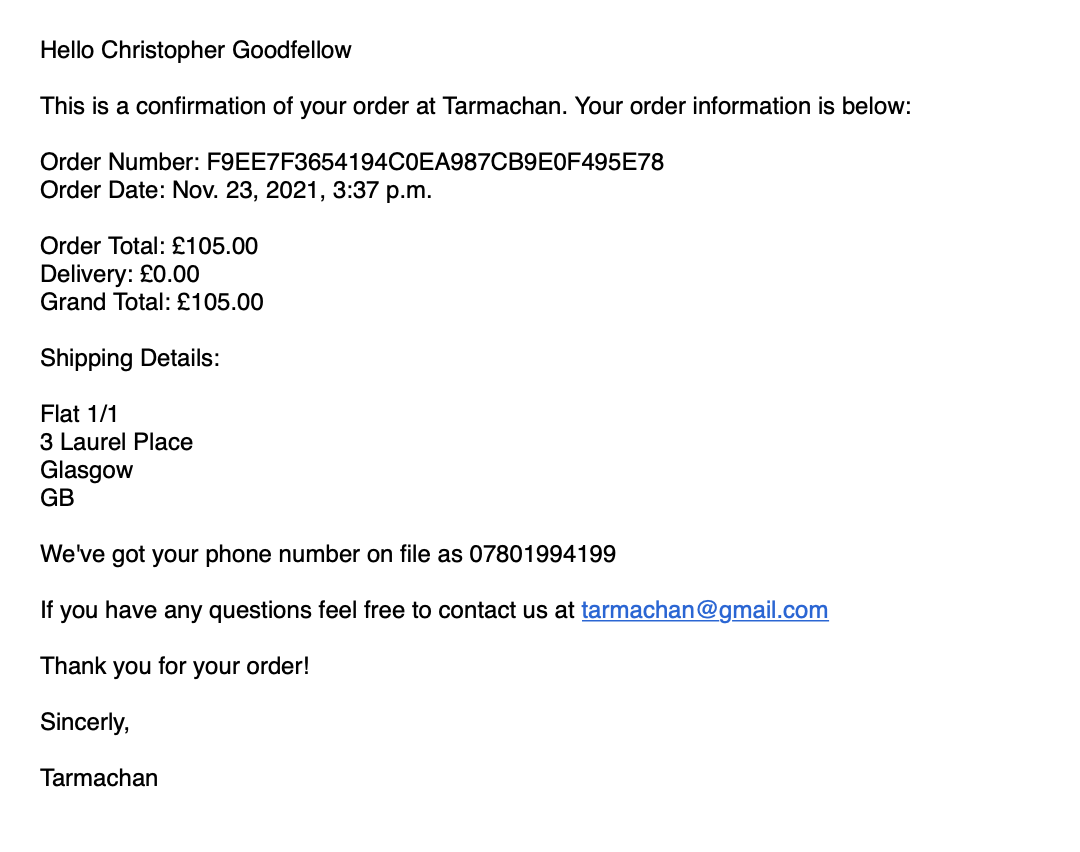 Hello Christopher Goodfellow
This is a confirmation of your order at Tarmachan. Your order information is below:
Order Number: F9EE7F3654194C0EA987CB9E0F495E78
Order Date: Nov. 23, 2021, 3:37 p.m.
Order Total: £105.00
Delivery: £0.00
Grand Total: £105.00
Shipping Details:
Flat 1/1
3 Laurel Place
Glasgow
GB
We've got your phone number on file as 07801994199
If you have any questions feel free to contact us at tarmachan@gmail.com
Thank you for your order!
Sincerly,
Tarmachan